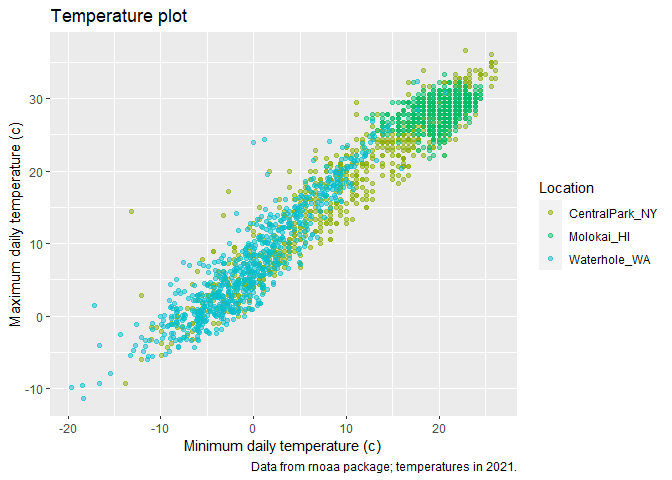 Temperature plot
Maximum daily temperature (c)
30
20
10
0
-10
-20
-10
0
10
20
Minimum daily temperature (c)
Data from rnoaa package; temperatures in 2021.
Location
CentralPark_NY
Molokai_HI
Waterhole_WA